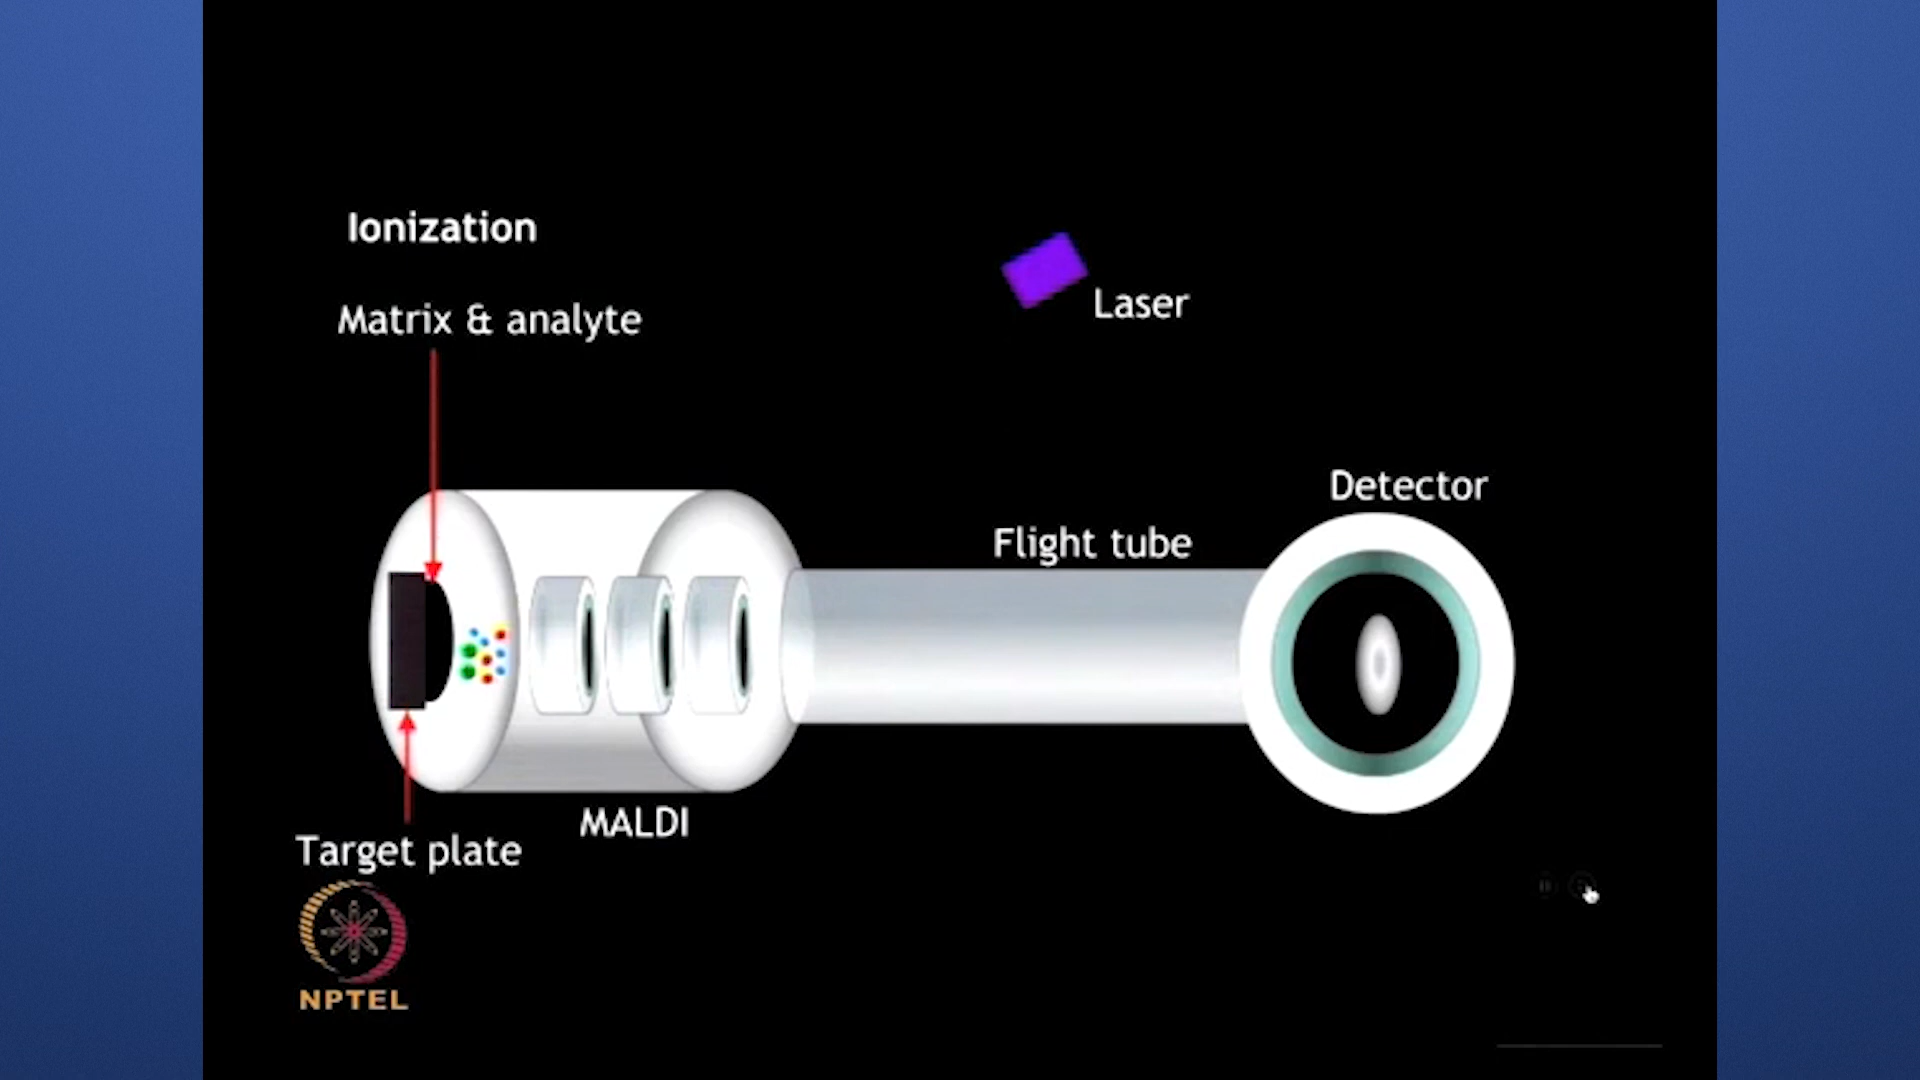 Ionization
Matrix & analyte
Laser
Detector
Flight tube
MALDI
Target plate
NPTEL